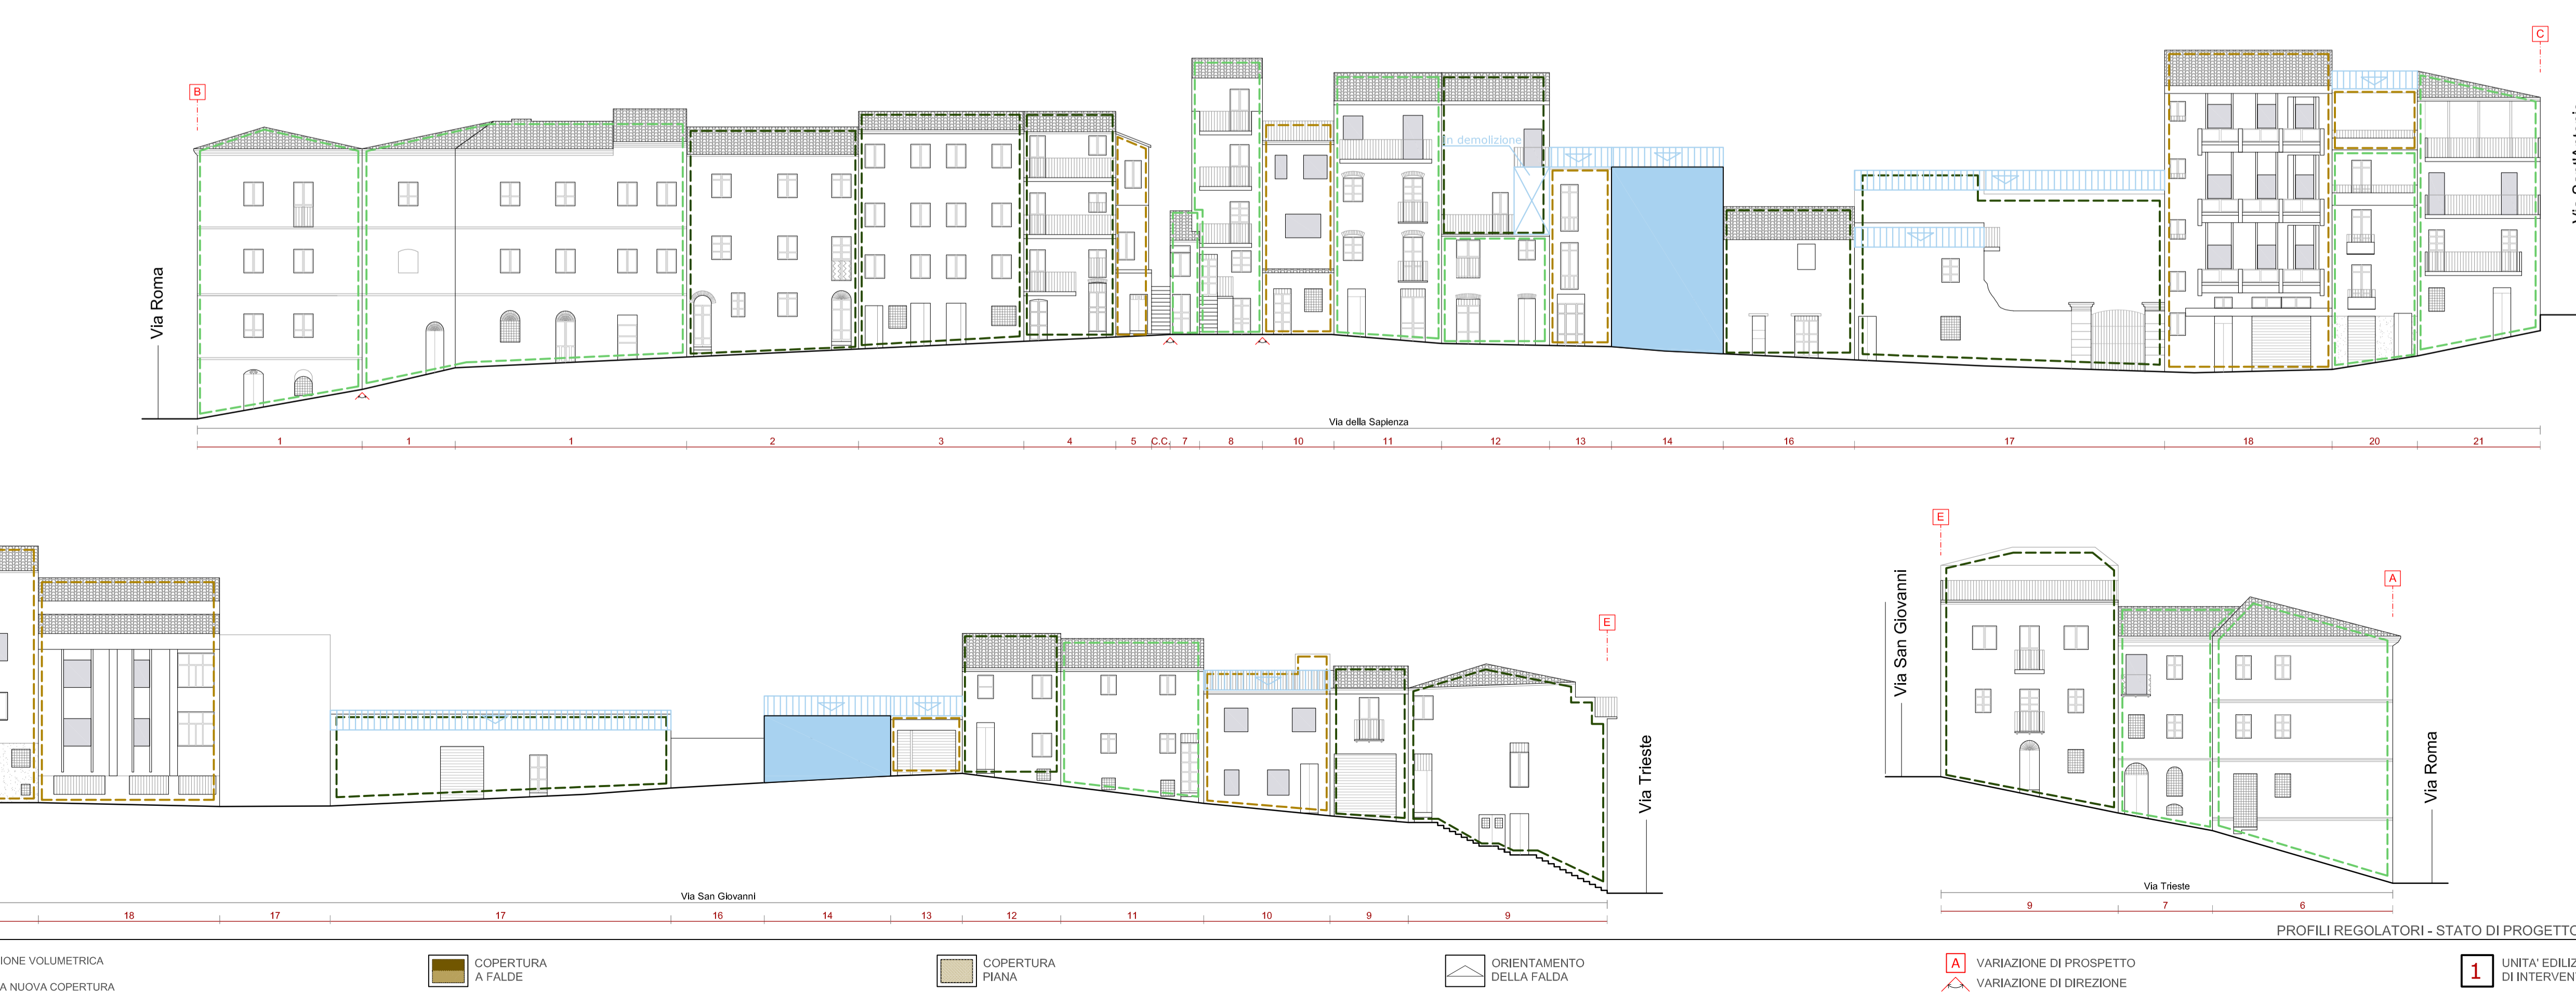 B
C
Via Roma
in demolizione
Via della Sapienza
1 1 1 2 3 4 5 C.C. 7 8 10 11 12 13 14 16 17 18 20 21
E
E
A
Via Trieste
Via San Giovanni
Via Roma
Via San Giovanni
18 17 17 16 14 13 12 11 10 9 9
Via Trieste
9 7 6
PROFILI REGOLATORI - STATO DI PROGETTO
IONE VOLUMETRICA
A NUOVA COPERTURA
COPERTURA
A FALDE
COPERTURA
PIANA
ORIENTAMENTO
DELLA FALDA
A VARIAZIONE DI PROSPETTO
VARIAZIONE DI DIREZIONE
1
UNITA' EDILIZ
DI INTERVEN